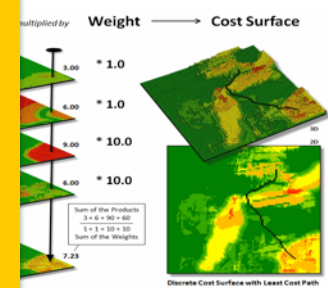 multiplied by Weight Cost Surface
3.00 * 1.0
6.00 * 1.0
9.00 * 10.0
6.00 * 10.0
3D
2D
Sum of the Products
3 + 6 + 90 + 60
1 + 1 + 10 + 10
Sum of the Weights
7.23
Discrete Cost Surface with Least Cost Path